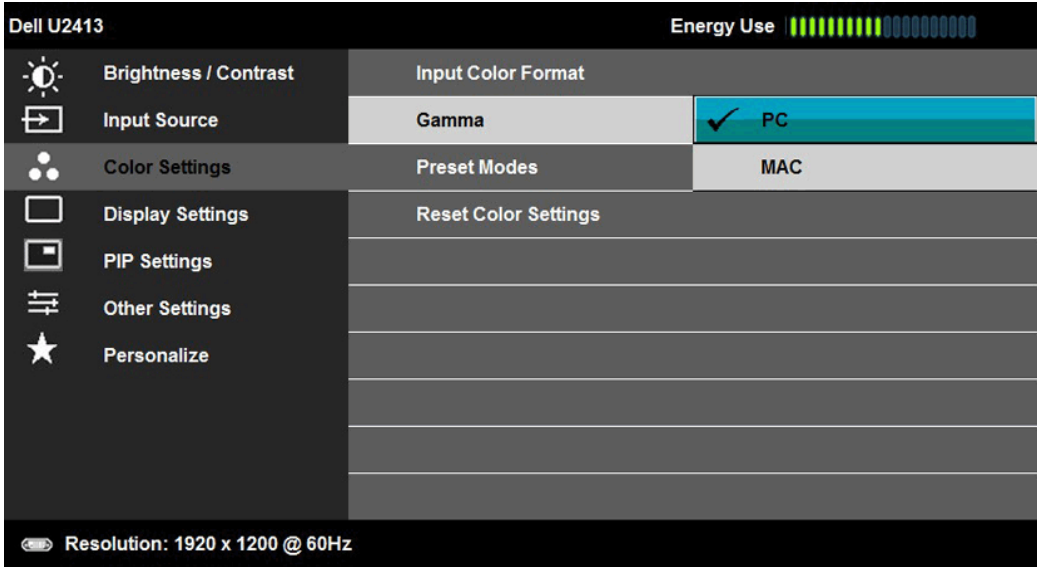 Dell U2413
Energy Use
Brightness / Contrast
Input Source
Color Settings
Display Settings
PIP Settings
Other Settings
Personalize
Input Color Format
Gamma
Preset Modes
Reset Color Settings
PC
MAC
Resolution: 1920 x 1200 @ 60Hz